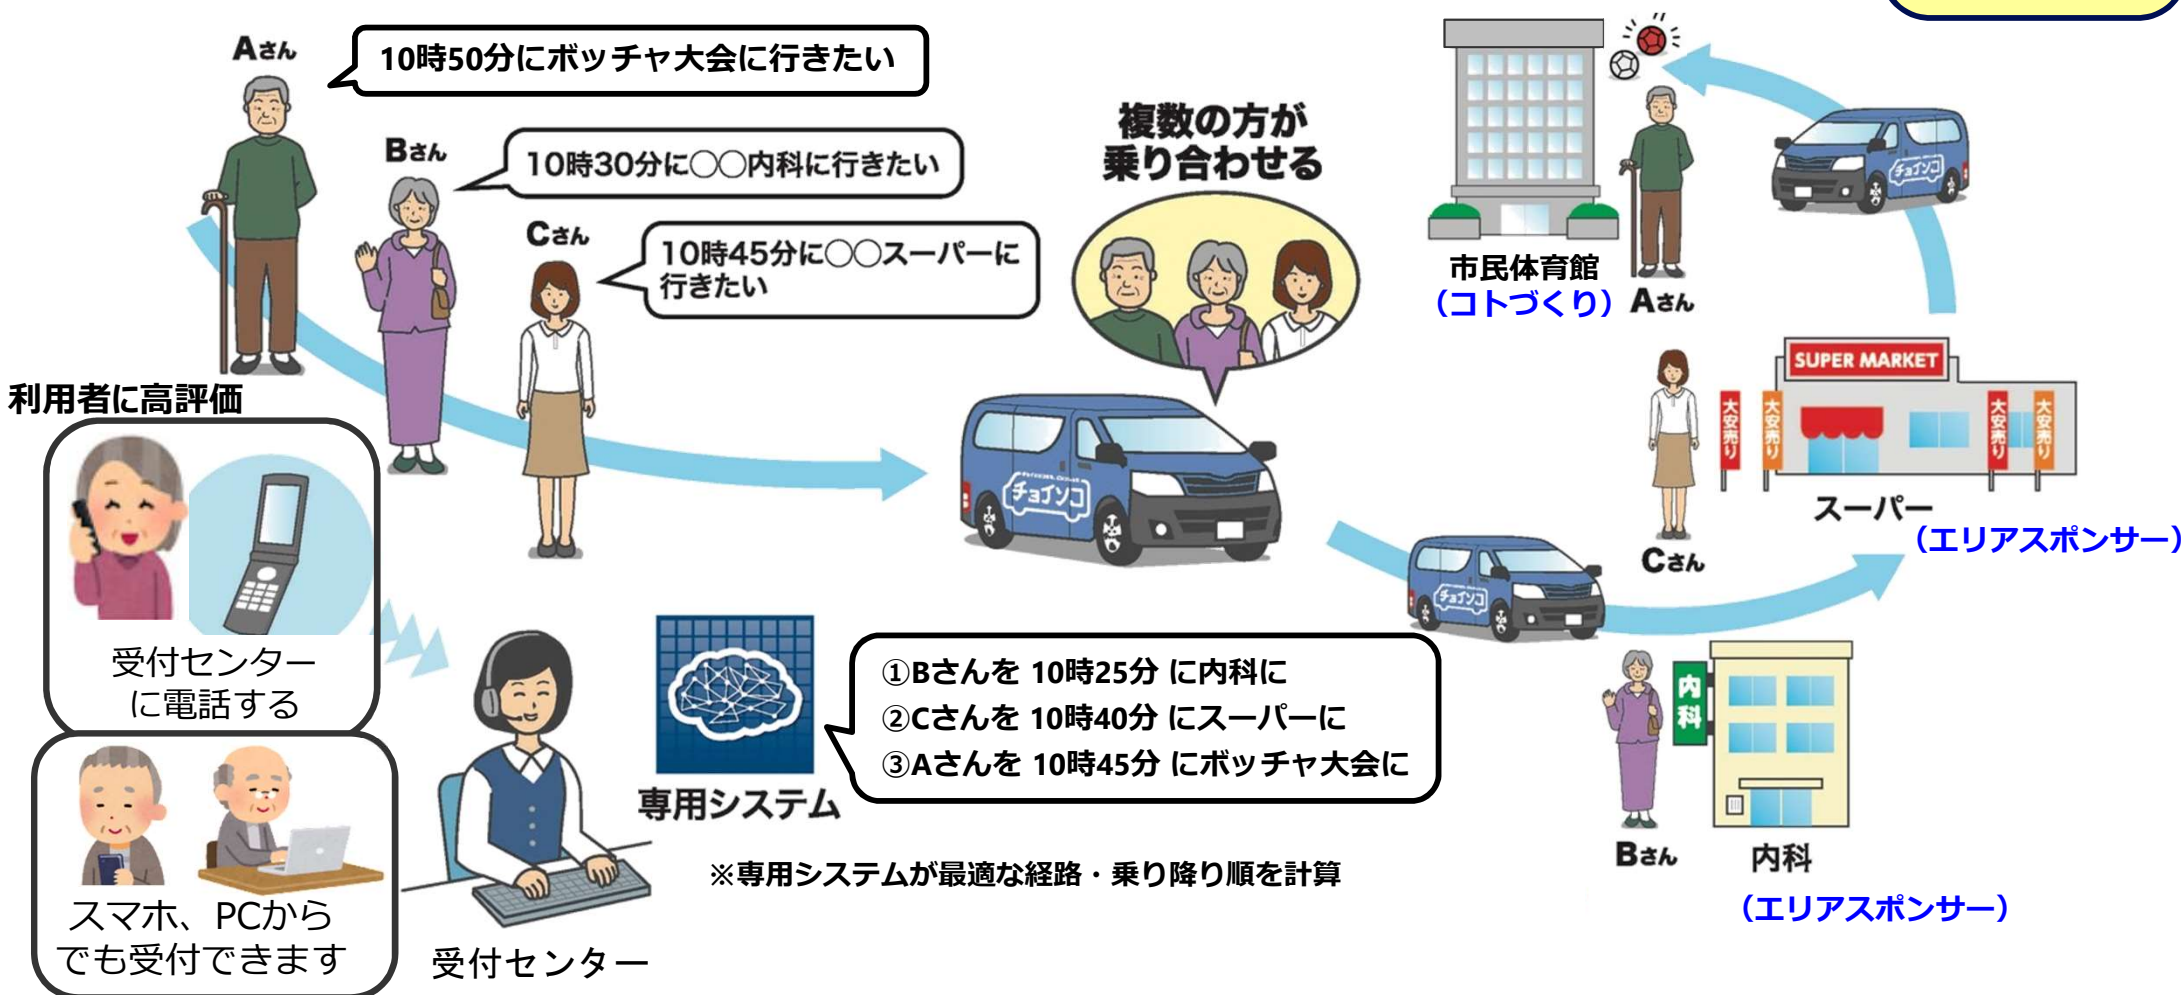 Aさん
10時50分にボッチャ大会に行きたい
Bさん
10時30分に○○内科に行きたい
Cさん
10時45分に○○スーパーに
行きたい
複数の方が
乗り合わせる
チョイソコ
利用者に高評価
受付センター
に電話する
スマホ、PCから
でも受付できます
受付センター
専用システム
①Bさんを 10時25分 に内科に
②Cさんを 10時40分 にスーパーに
③Aさんを 10時45分 にボッチャ大会に
※専用システムが最適な経路・乗り降り順を計算
チョイソコ
内科
Bさん
内科
（エリアスポンサー）
SUPER MARKET
大安売り
大安売り
大安売り
大安売り
スーパー
（エリアスポンサー）
Cさん
チョイソコ
市民体育館
（コトづくり）
Aさん